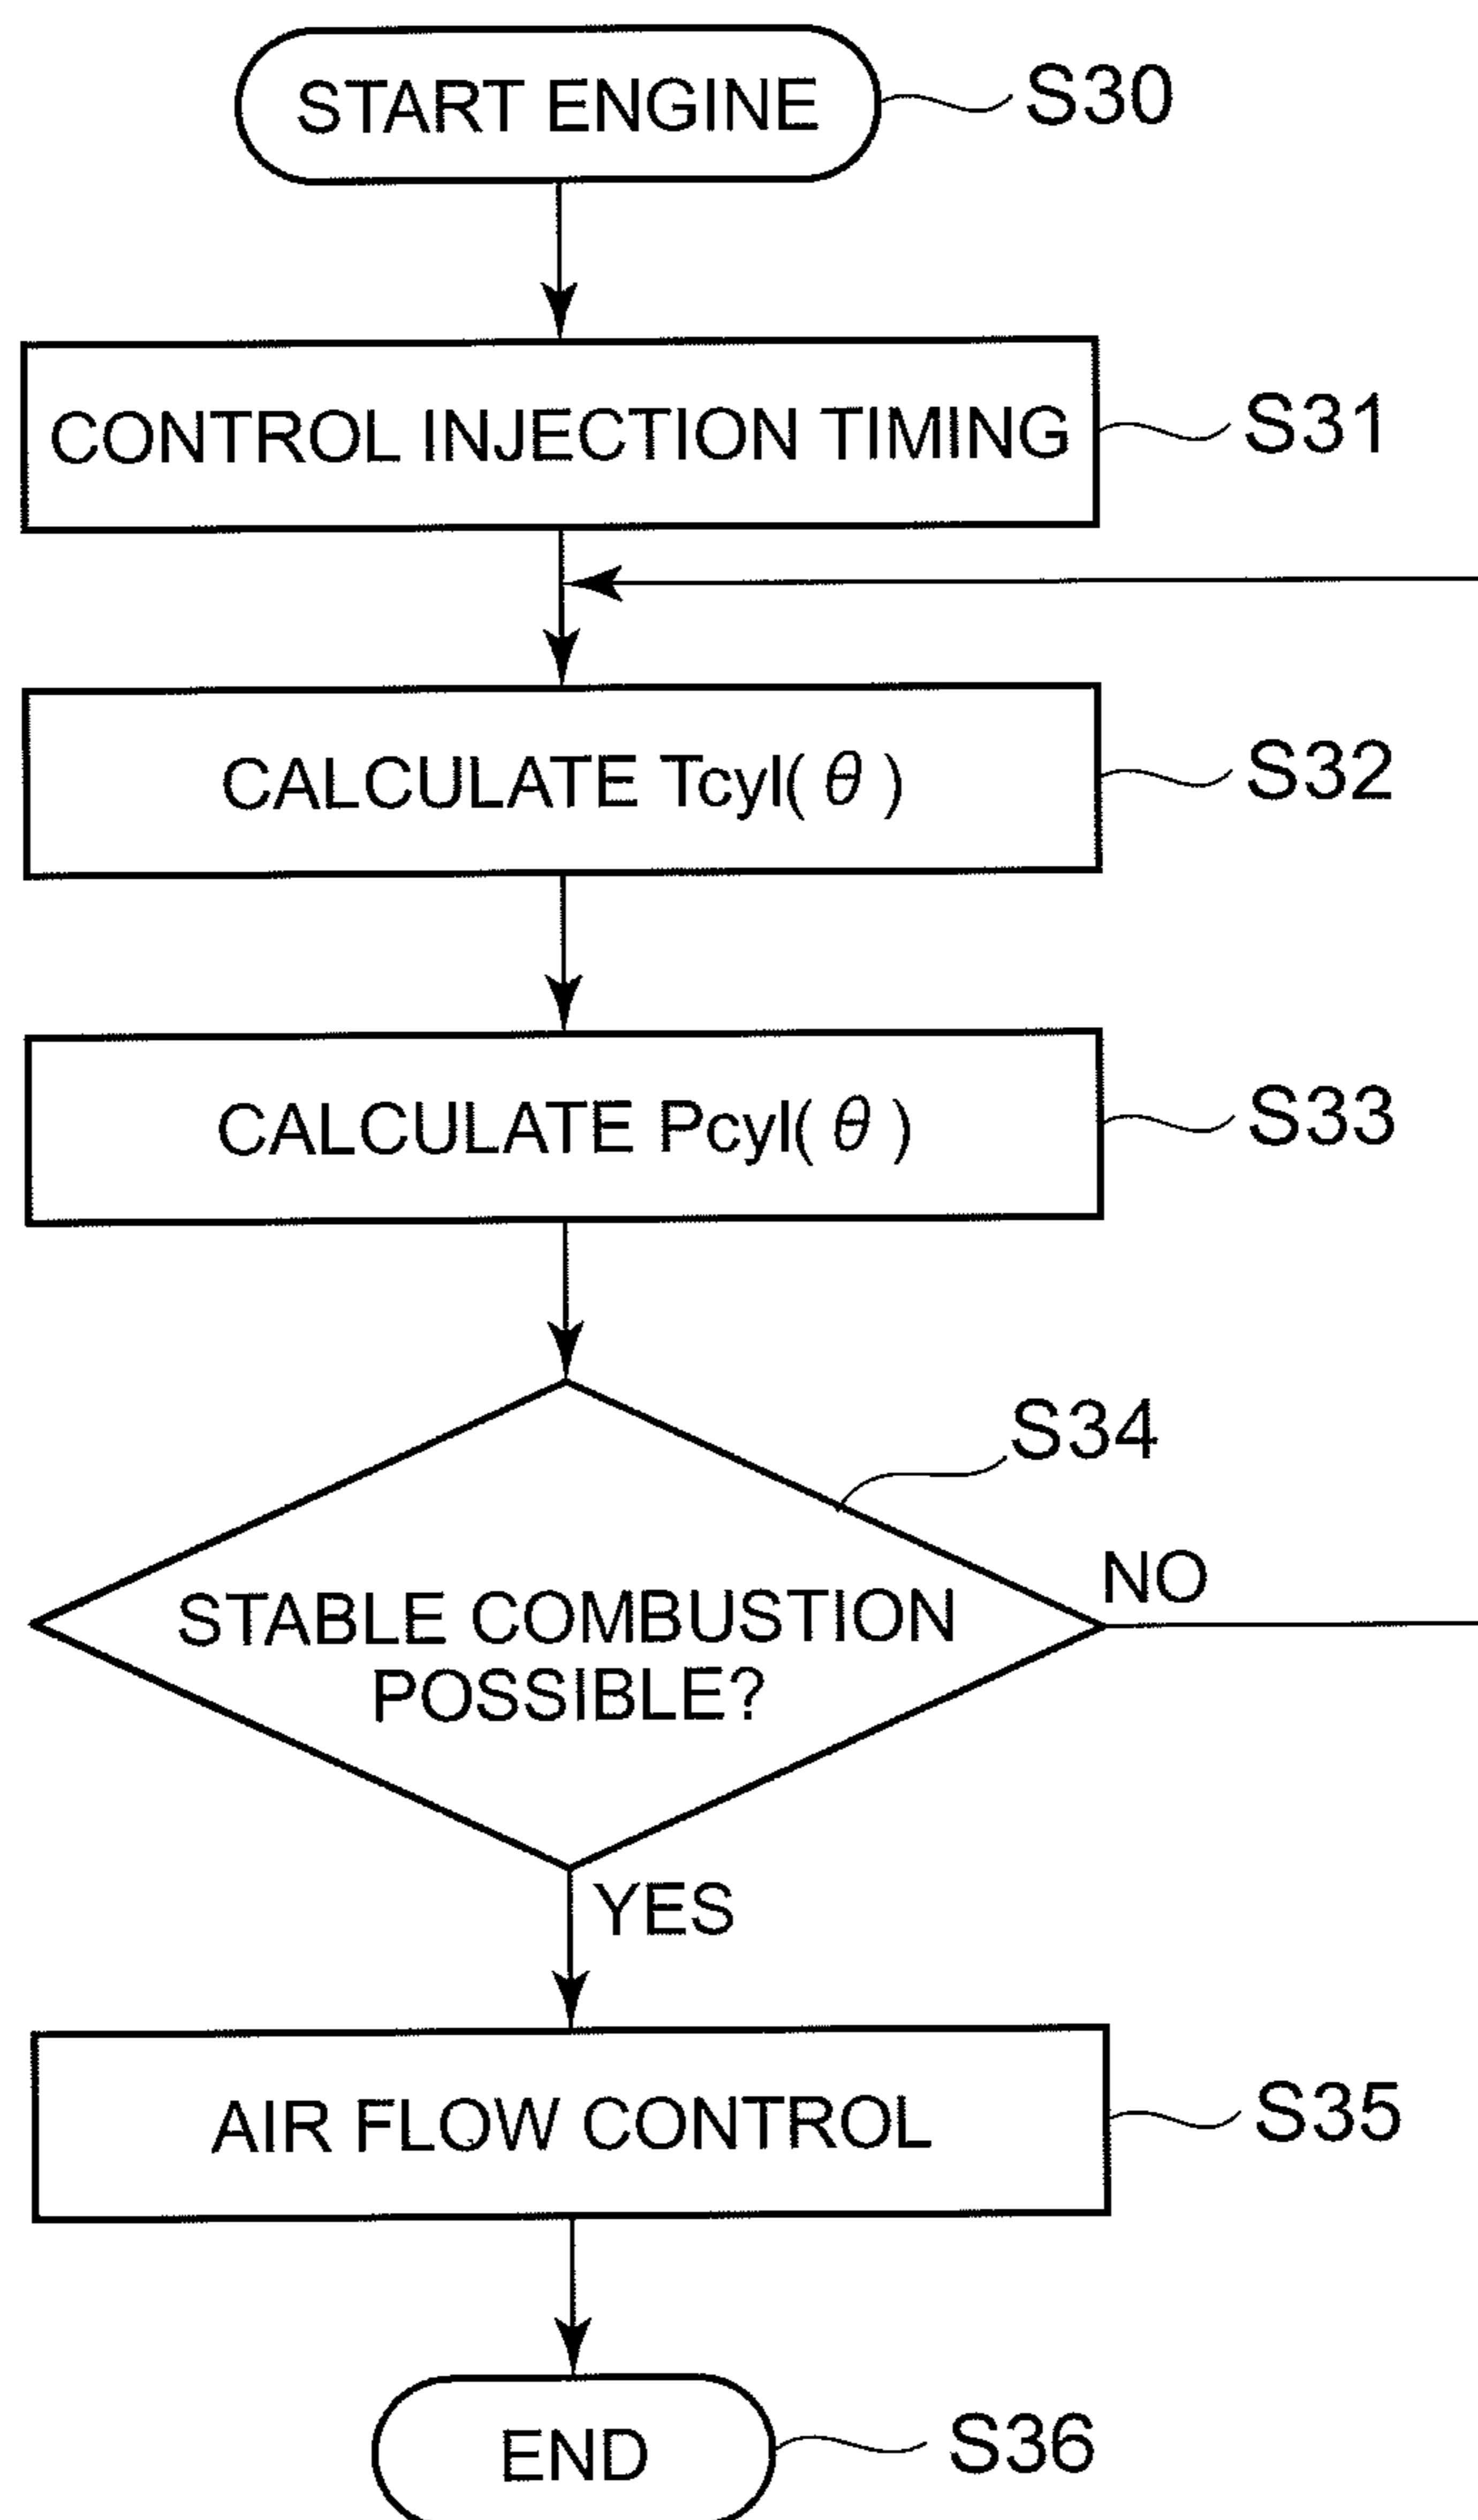 START ENGINE S30
CONTROL INJECTION TIMING S31
CALCULATE Tcyl( θ ) S32
CALCULATE Pcyl( θ ) S33
S34
NO
STABLE COMBUSTION
POSSIBLE?
YES
AIR FLOW CONTROL S35
END S36